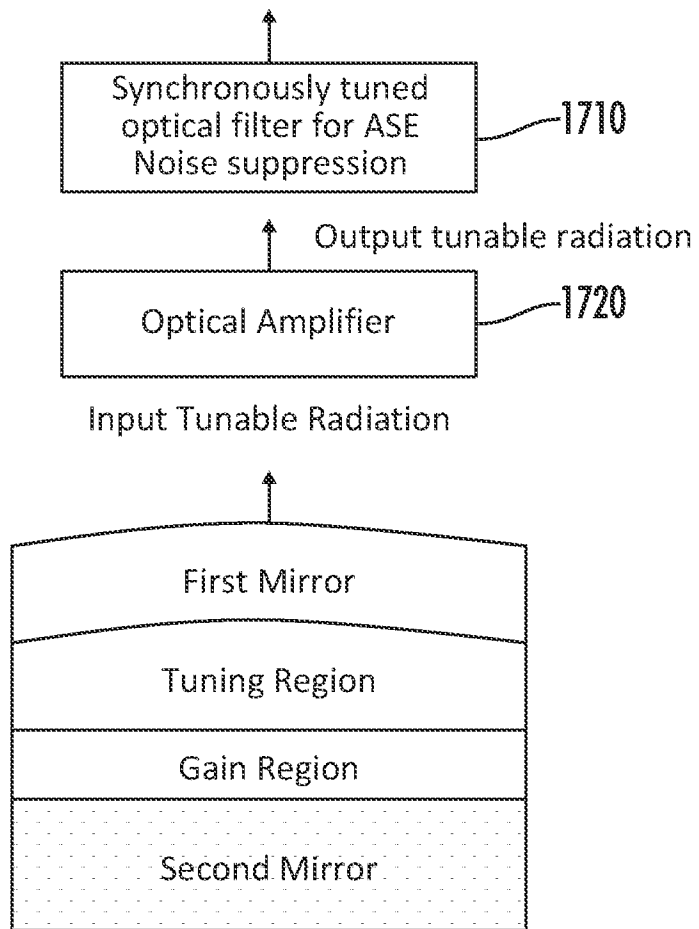 Synchronously tuned
optical filter for ASE
Noise suppression
1710
Output tunable radiation
Optical Amplifier
1720
Input Tunable Radiation
First Mirror
Tuning Region
Gain Region
Second Mirror